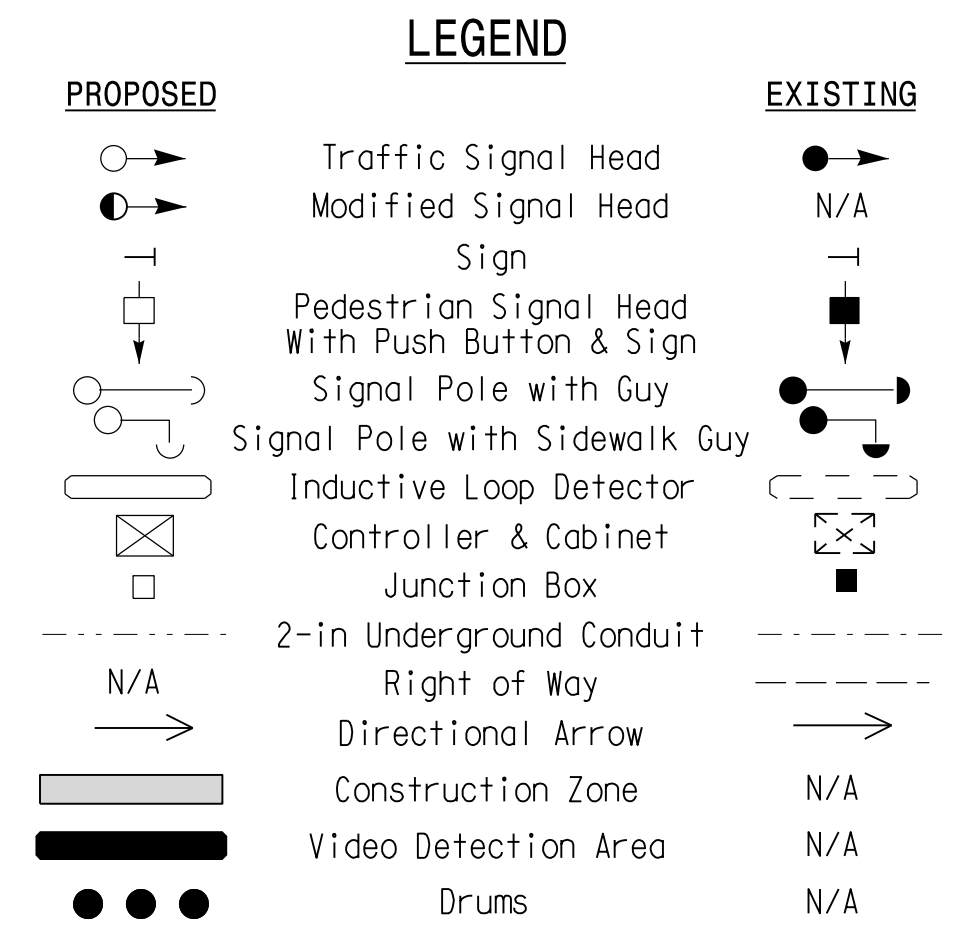 LEGEND
PROPOSED EXISTING
Traffic Signal Head
Modified Signal Head N/A
Sign
Pedestrian Signal Head
With Push Button & Sign
Signal Pole with Guy
Signal Pole with Sidewalk Guy
Inductive Loop Detector
Controller & Cabinet
Junction Box
2-in Underground Conduit
N/A Right of Way
Directional Arrow
Construction Zone N/A
Video Detection Area N/A
Drums N/A